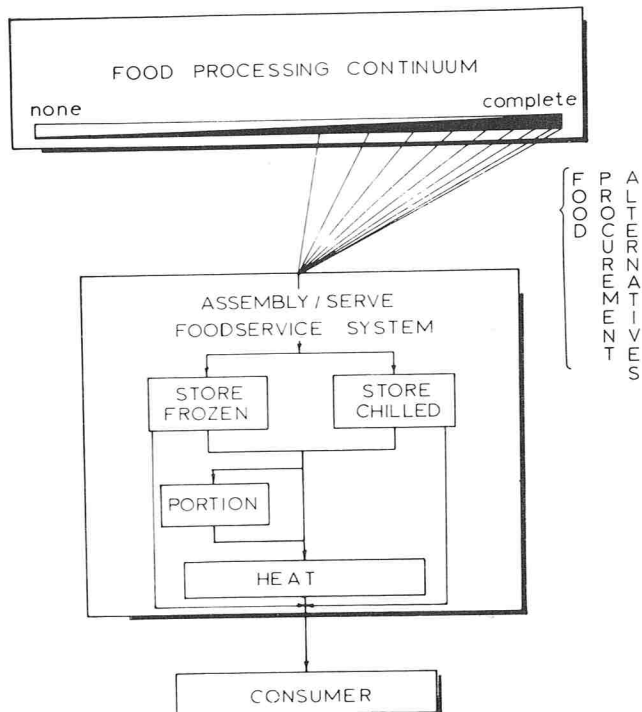 FOOD PROCESSING CONTINUUM
none
complete
FOOD
PROCUREMENT
ALTERNATIVES
ASSEMBLY / SERVE
FOODSERVICE SYSTEM
STORE
FROZEN
STORE
CHILLED
PORTION
HEAT
CONSUMER